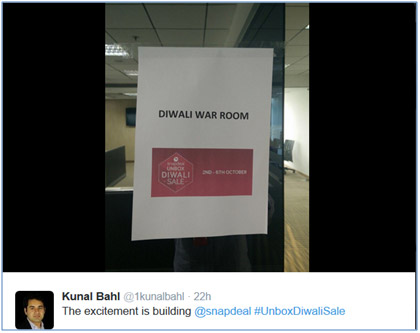 DIWALI WAR ROOM
UNBOX
DIWALI
SALE
2ND - 6TH OCTOBER
Kunal Bahl @1kunalbahl · 22h
The excitement is building @snapdeal #UnboxDiwaliSale